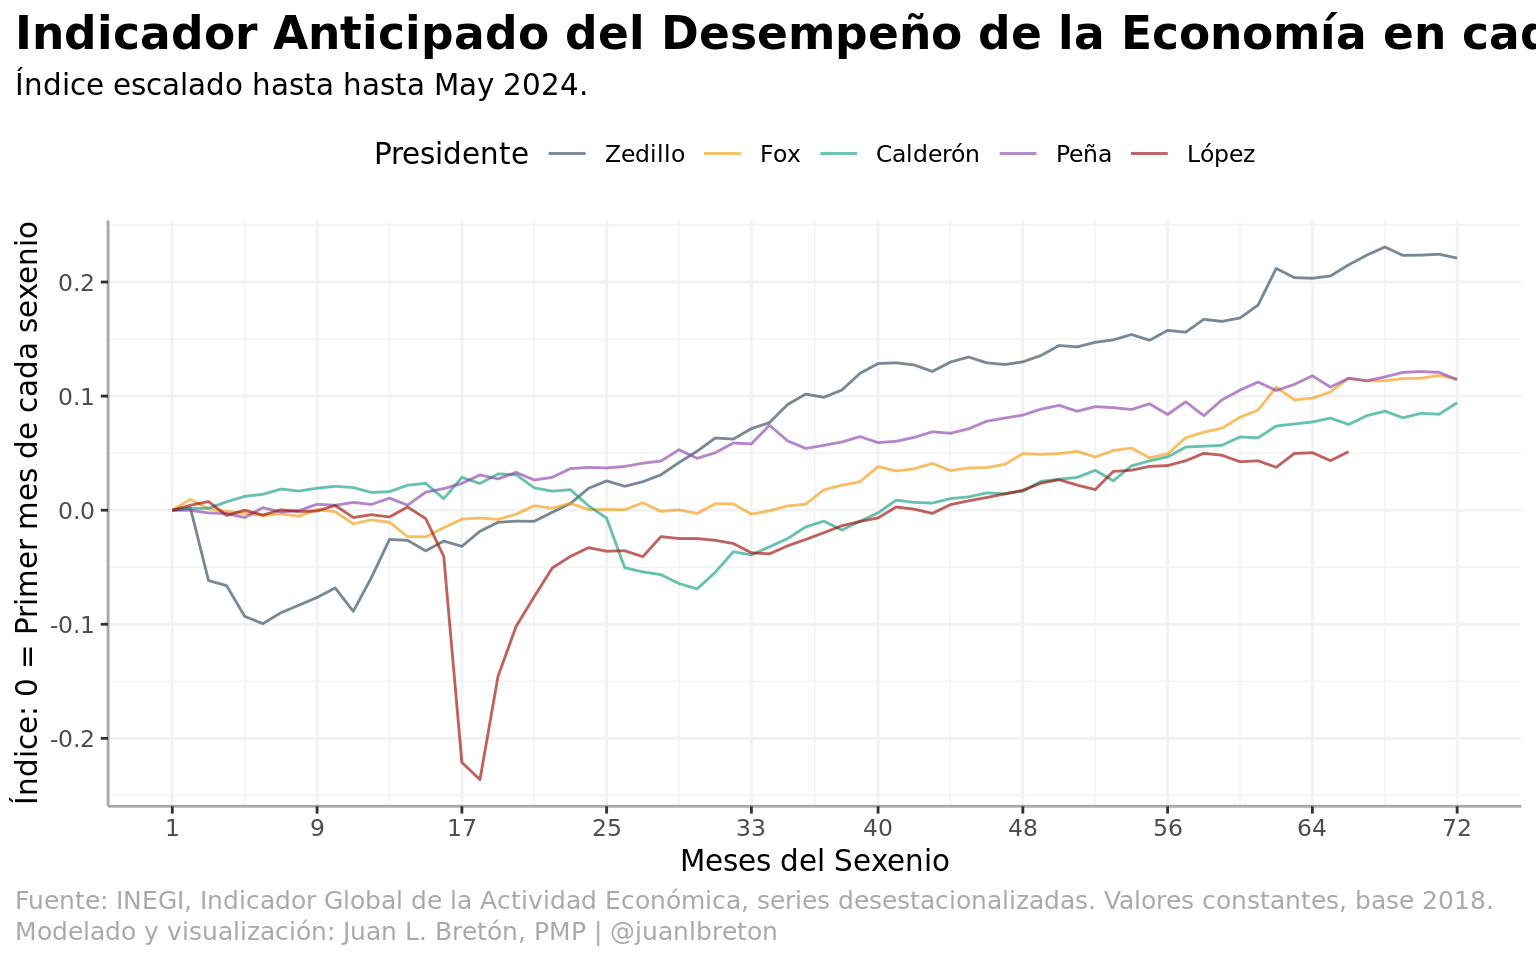 Indicador Anticipado del Desempeño de la Economía en
Índice escalado hasta hasta May 2024.
Presidente Zedillo Fox Calderón Peña López
Índice: 0 = Primer mes de cada sexenio
0.2
0.1
0.0
-0.1
-0.2
1 9 17 25 33 40 48 56 64 72
Meses del Sexenio
Fuente: INEGI, Indicador Global de la Actividad Económica, series desestacionalizadas. Valores constantes, base 2018.
Modelado y visualización: Juan L. Bretón, PMP | @juanlbreton